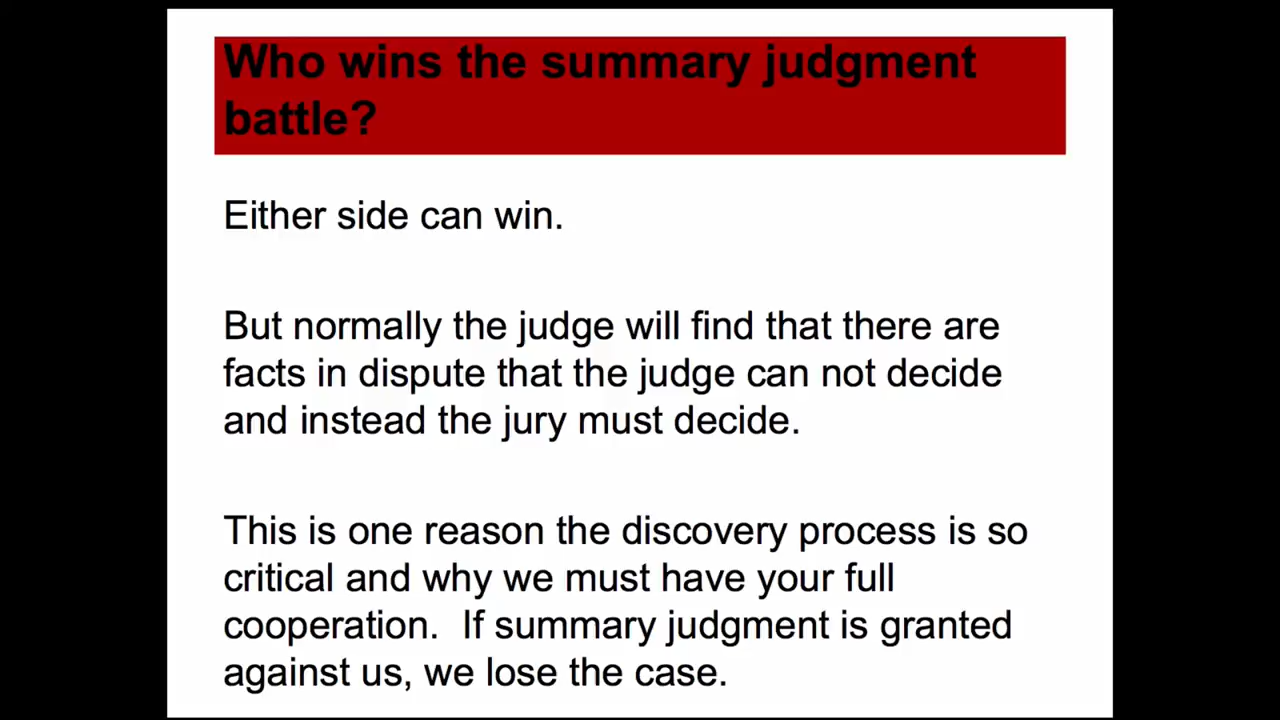 Who wins the summary judgment
battle?
Either side can win.
But normally the judge will find that there are
facts in dispute that the judge can not decide
and instead the jury must decide.
This is one reason the discovery process is so
critical and why we must have your full
cooperation.  If summary judgment is granted
against us, we lose the case.